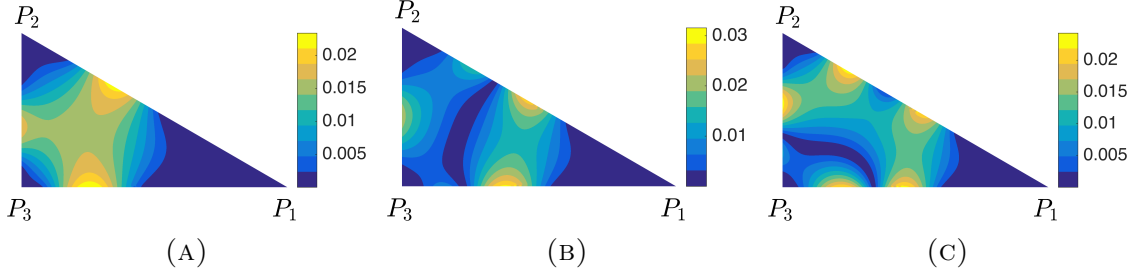 P₂ P₂ P₂
0.02 0.03 0.02
0.015 0.02 0.015
0.01 0.01 0.01
0.005 0.005
P₃ P₁ P₃ P₁ P₃ P₁
(A) (B) (C)